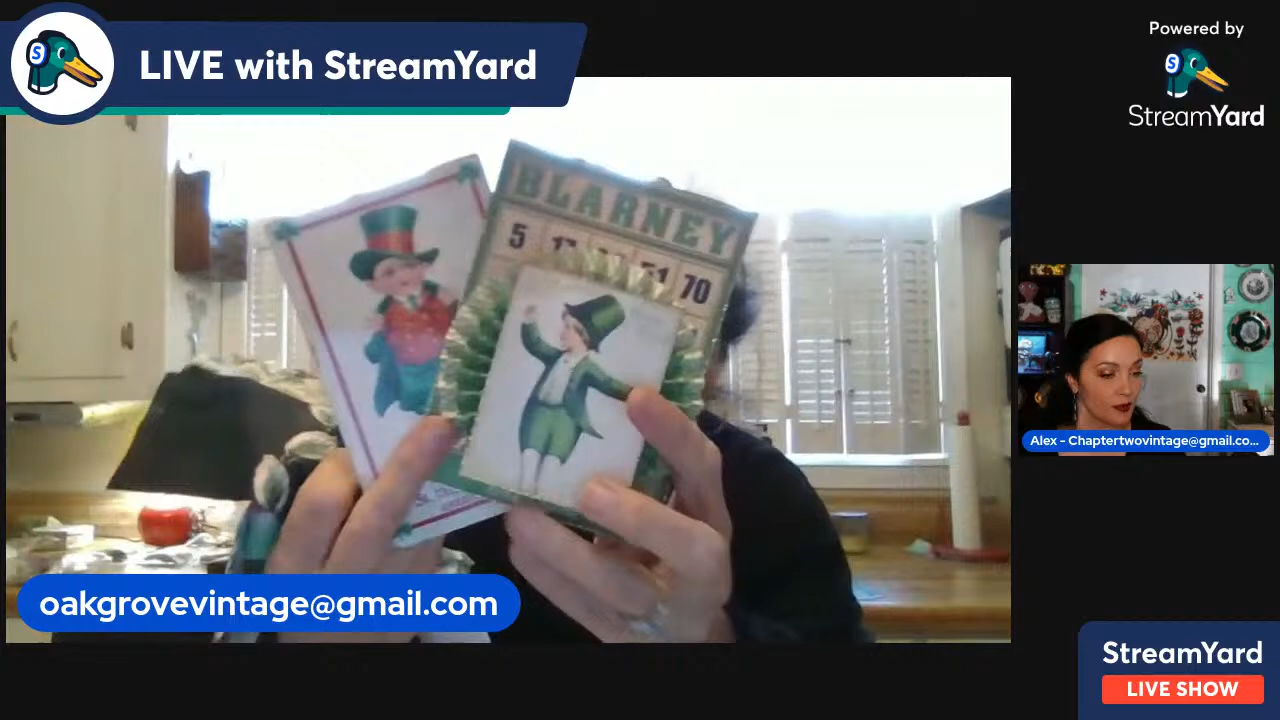 LIVE with StreamYard
Powered by
StreamYard
BLARNEY
5
51 70
Alex - Chaptertwovintage@gmail.co...
oakgrovevintage@gmail.com
StreamYard
LIVE SHOW